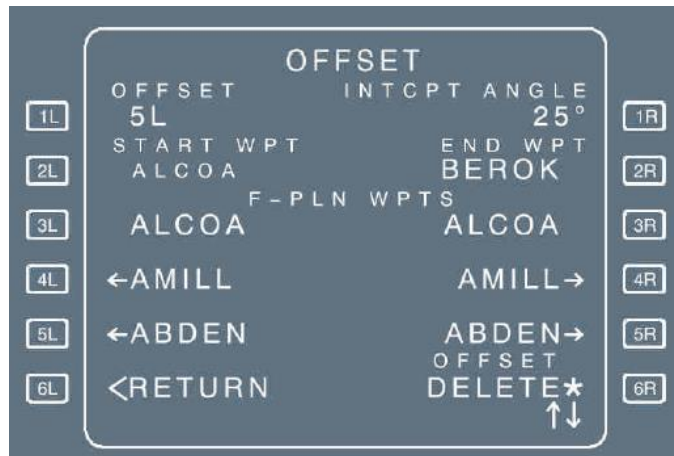 OFFSET
OFFSET INTCPT ANGLE
1L 5L 25° 1R
START WPT END WPT
2L ALCOA BEROK 2R
F-PLN WPTS
3L ALCOA ALCOA 3R
4L ←AMILL AMILL→ 4R
5L ←ABDEN ABDEN→ 5R
OFFSET
6L <RETURN DELETE* 6R
↑↓